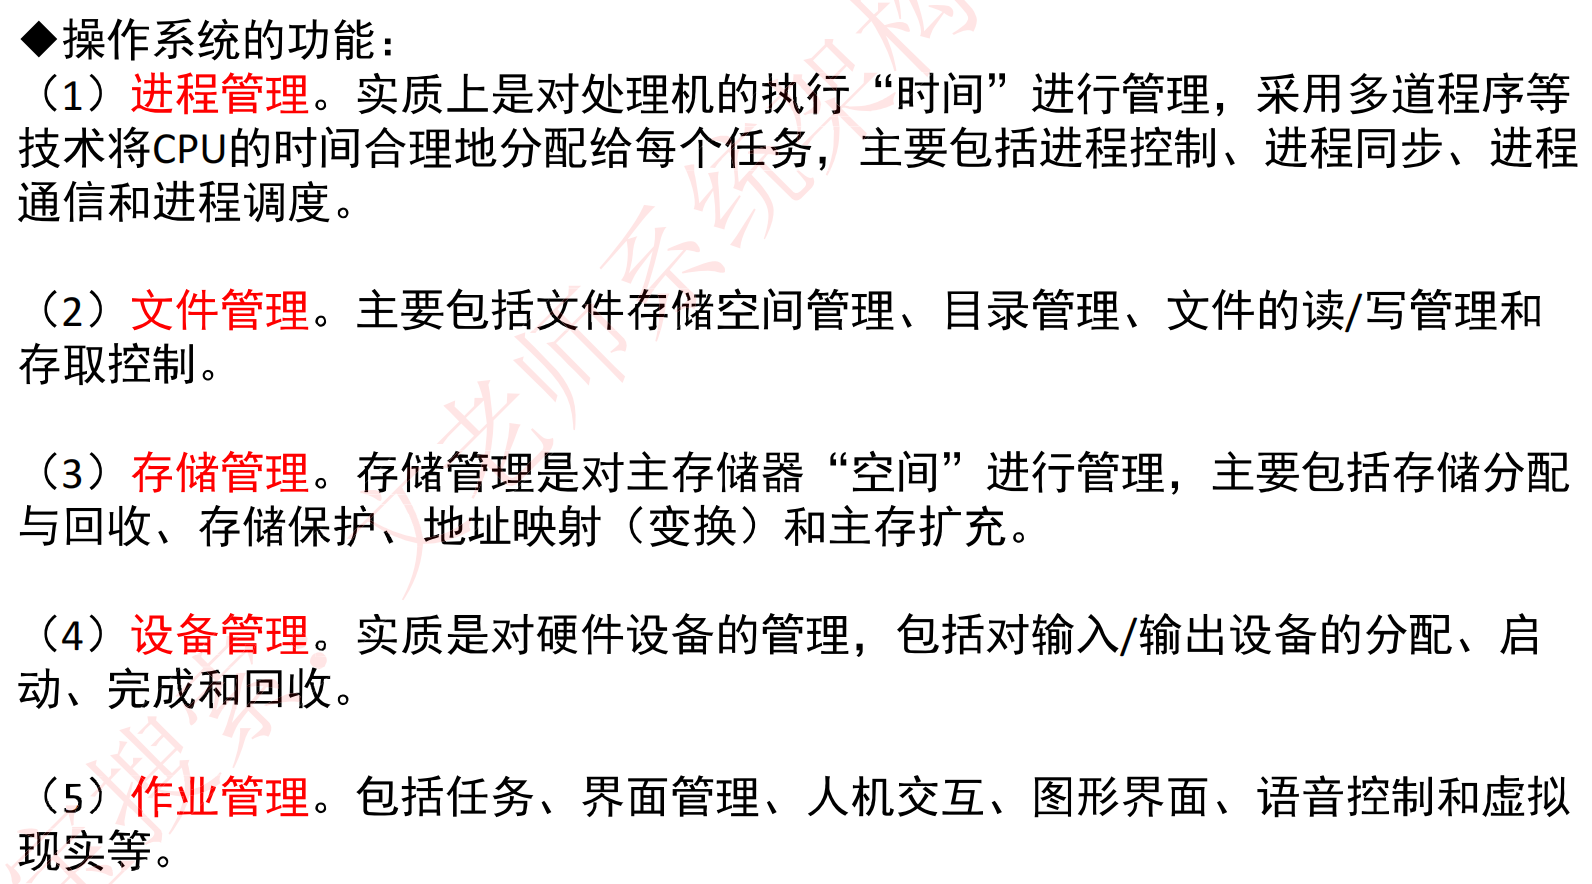 ◆操作系统的功能：
（1）进程管理。实质上是对处理机的执行“时间”进行管理，采用多道程序等
技术将CPU的时间合理地分配给每个任务，主要包括进程控制、进程同步、进程
通信和进程调度。
（2）文件管理。主要包括文件存储空间管理、目录管理、文件的读/写管理和
存取控制。
（3）存储管理。存储管理是对主存储器“空间”进行管理，主要包括存储分配
与回收、存储保护、地址映射（变换）和主存扩充。
（4）设备管理。实质是对硬件设备的管理，包括对输入/输出设备的分配、启
动、完成和回收。
（5）作业管理。包括任务、界面管理、人机交互、图形界面、语音控制和虚拟
现实等。
搜索：文老师系统架构